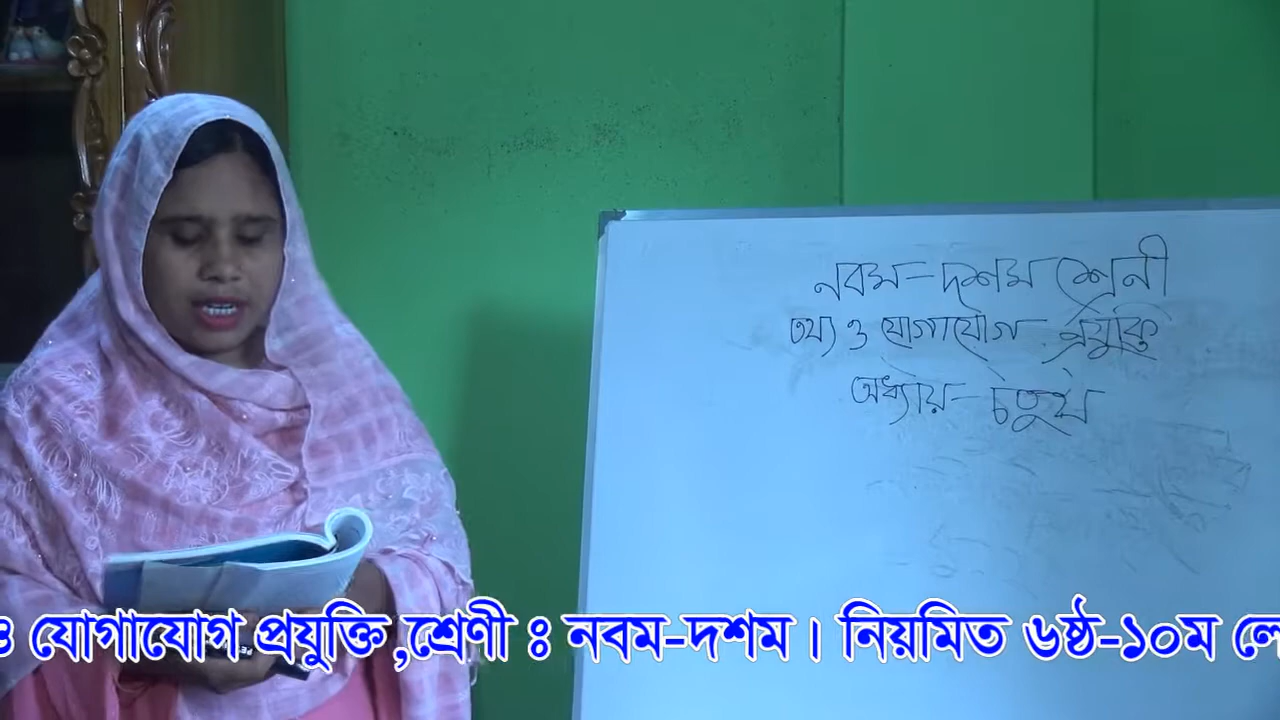 নবম-দশম শ্রেনী
তথ্য ও যোগাযোগ প্রযুক্তি
অধ্যায়-চতুর্থ
ও যোগাযোগ প্রযুক্তি ,শ্রেণী ঃ নবম-দশম। নিয়মিত ৬ষ্ঠ-১০ম